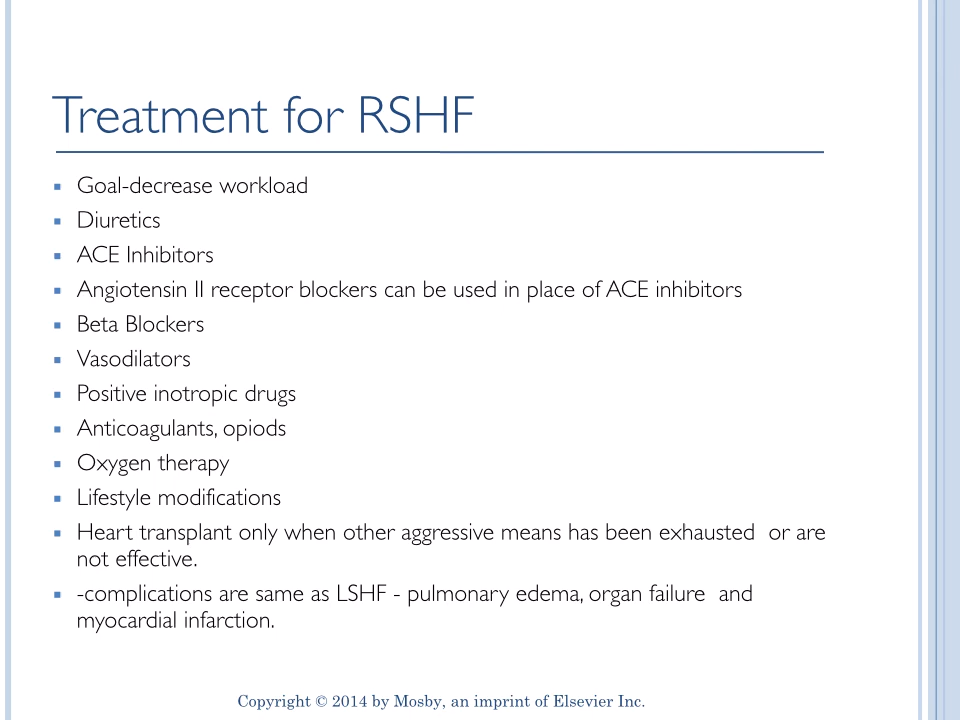 Treatment for RSHF
Goal-decrease workload
Diuretics
ACE Inhibitors
Angiotensin II receptor blockers can be used in place of ACE inhibitors
Beta Blockers
Vasodilators
Positive inotropic drugs
Anticoagulants, opiods
Oxygen therapy
Lifestyle modifications
Heart transplant only when other aggressive means has been exhausted  or are
not effective.
-complications are same as LSHF - pulmonary edema, organ failure  and
myocardial infarction.
Copyright © 2014 by Mosby, an imprint of Elsevier Inc.